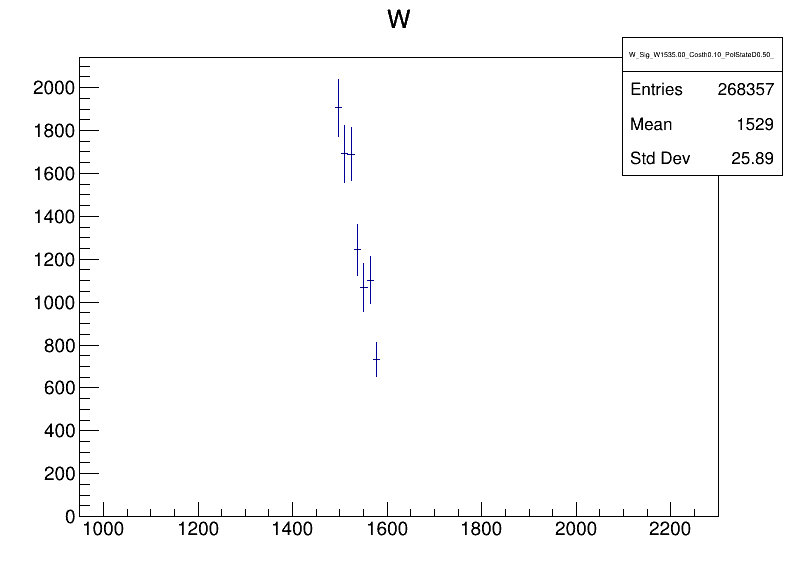 W
W_Sig_W1535.00_Costh0.10_PolState00.50_
Entries 268357
Mean 1529
Std Dev 25.89
2000
1800
1600
1400
1200
1000
800
600
400
200
0
1000 1200 1400 1600 1800 2000 2200